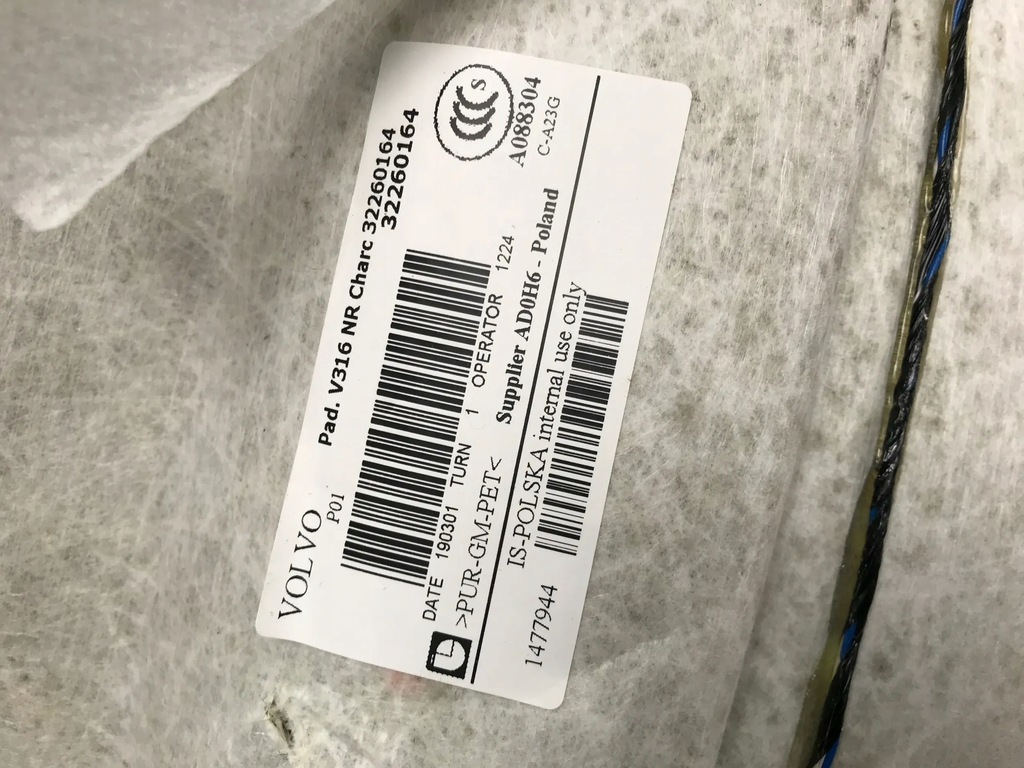 VOLVO
P01
Pad. V316 NR Charc 32260164
32260164
S
A088304
C-A23G
DATE 190301 TURN 1 OPERATOR 1224
>PUR-GM-PET<
Supplier AD0H6 - Poland
IS-POLSKA internal use only
1477944